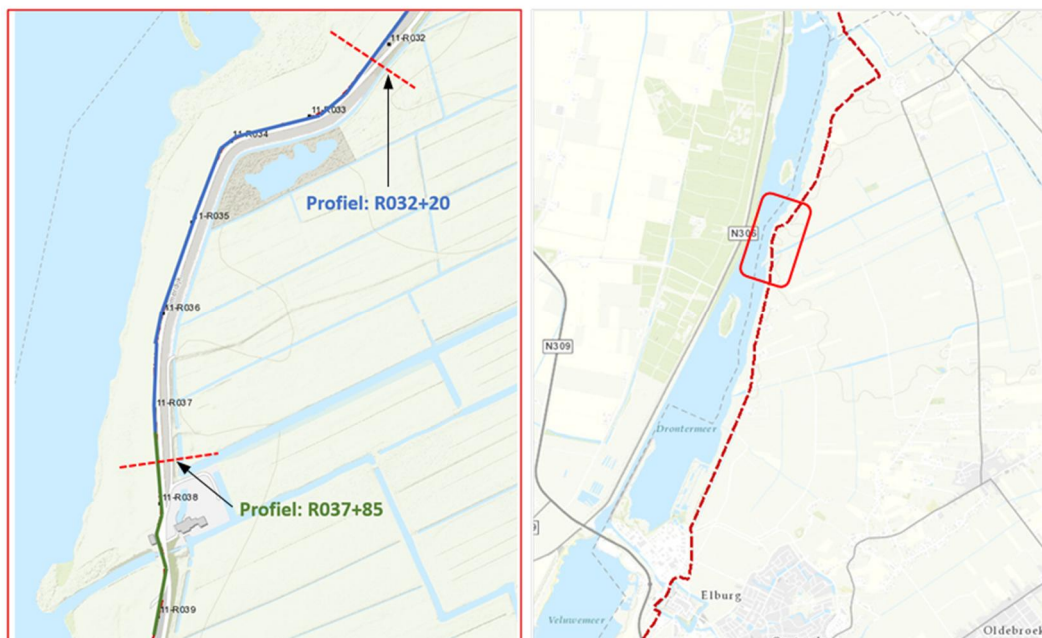 11-R032
11-R033
11-R034
Profiel: R032+20
1-R035
11-R036
11-R037
11-R038
Profiel: R037+85
11-R039
N306
N309
Drontermeer
Elburg
Veluwemeer
Oldebroek